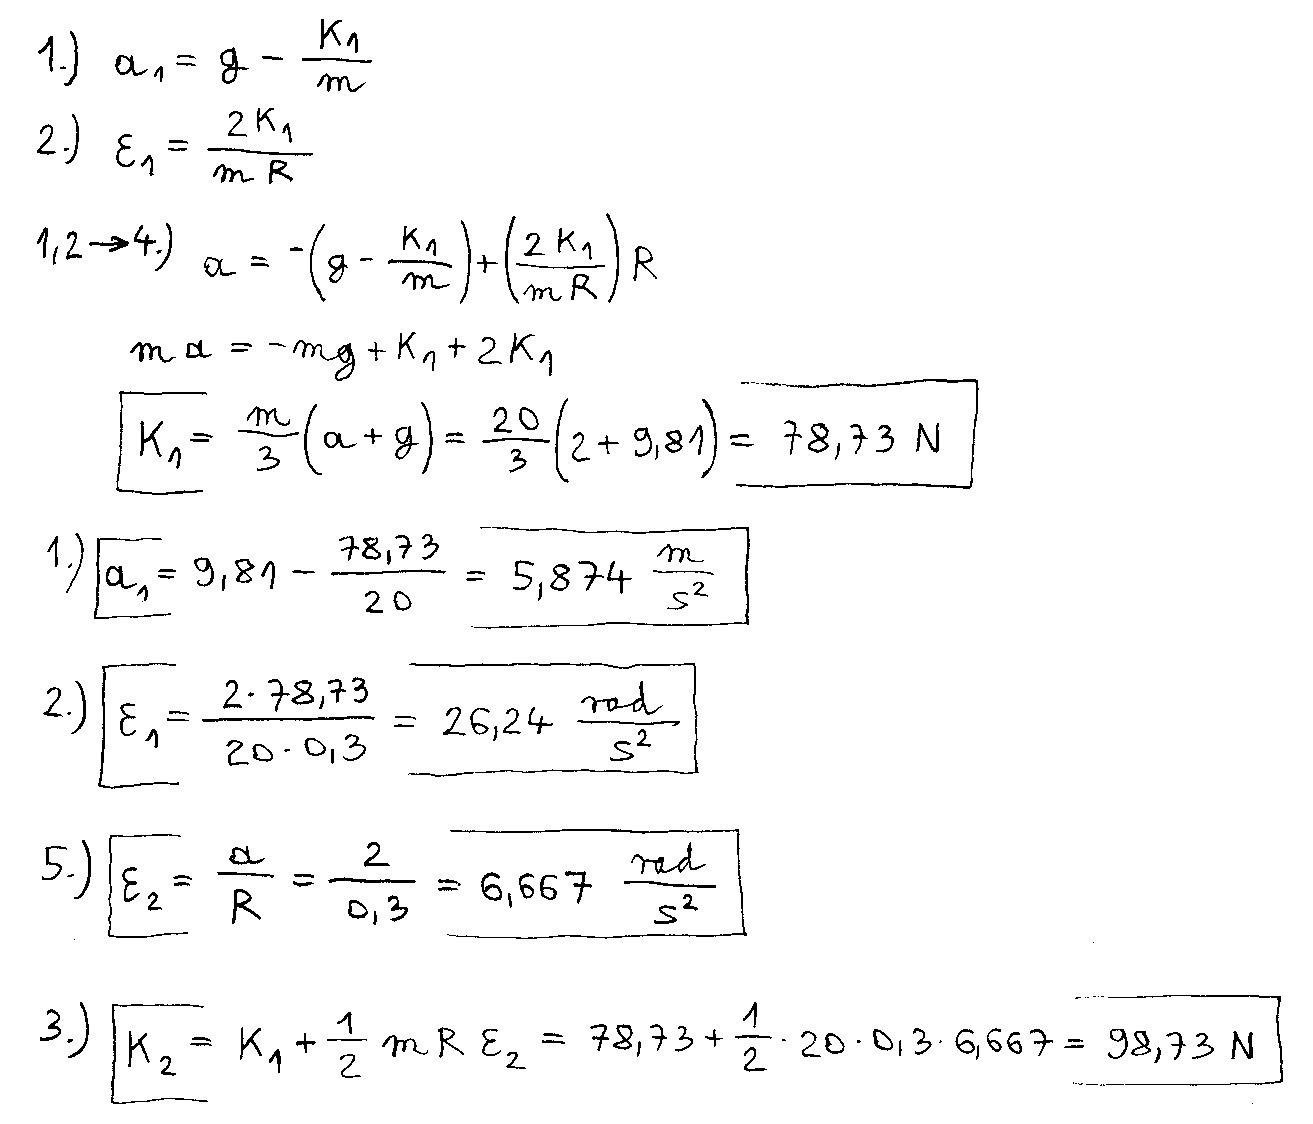 1.) a₁ = g - K₁/m
2.) ε₁ = 2K₁/(m R)
1,2→4.) a = -(g - K₁/m) + (2K₁/(m R)) R
m a = -mg + K₁ + 2K₁
K₁ = m/3 (a + g) = 20/3 (2 + 9,81) = 78,73 N
1.) a₁ = 9,81 - 78,73/20 = 5,874 m/s²
2.) ε₁ = (2·78,73)/(20·0,3) = 26,24 rad/s²
5.) ε₂ = a/R = 2/0,3 = 6,667 rad/s²
3.) K₂ = K₁ + 1/2 m R ε₂ = 78,73 + 1/2 · 20 · 0,3 · 6,667 = 98,73 N